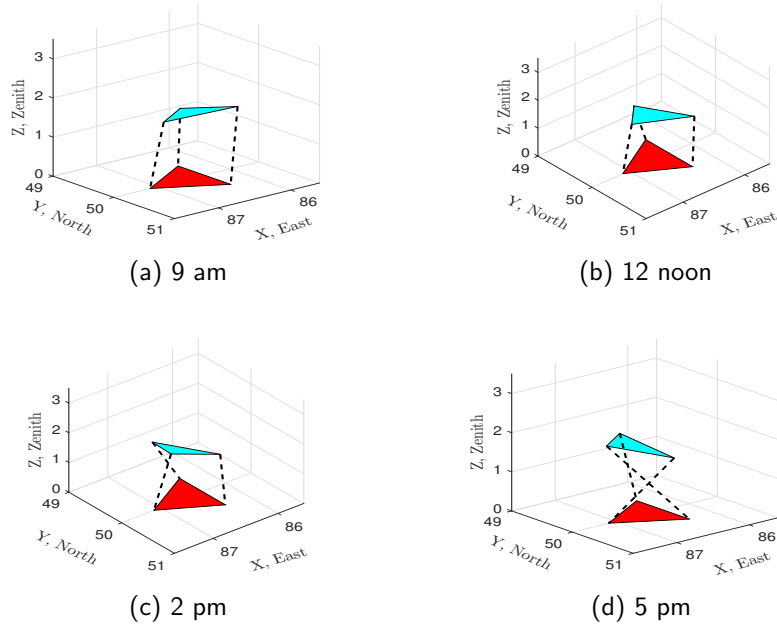 3
2
1
0
Z, Zenith
49
50
51
Y, North
87
86
X, East
(a) 9 am
3
2
1
0
Z, Zenith
49
50
51
Y, North
87
86
X, East
(b) 12 noon
3
2
1
0
Z, Zenith
49
50
51
Y, North
87
86
X, East
(c) 2 pm
3
2
1
0
Z, Zenith
49
50
51
Y, North
87
86
X, East
(d) 5 pm